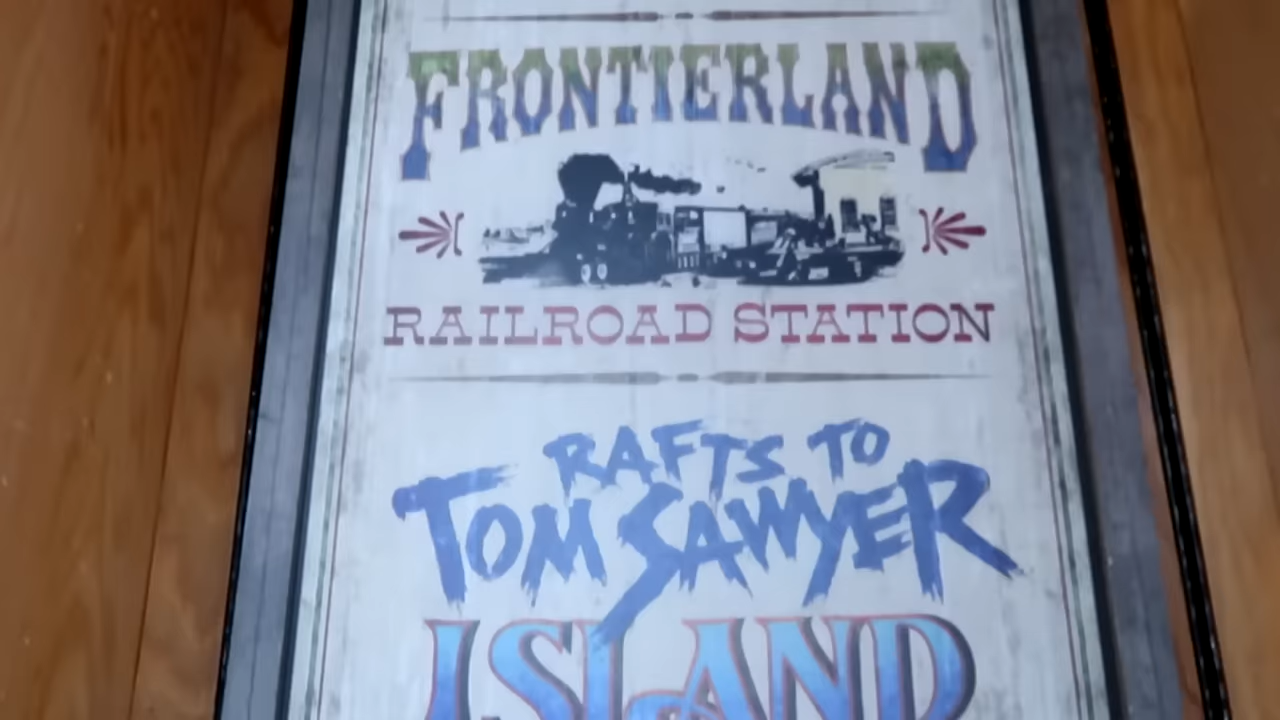 FRONTIERLAND
RAILROAD STATION
RAFTS TO
TOM SAWYER
ISLAND